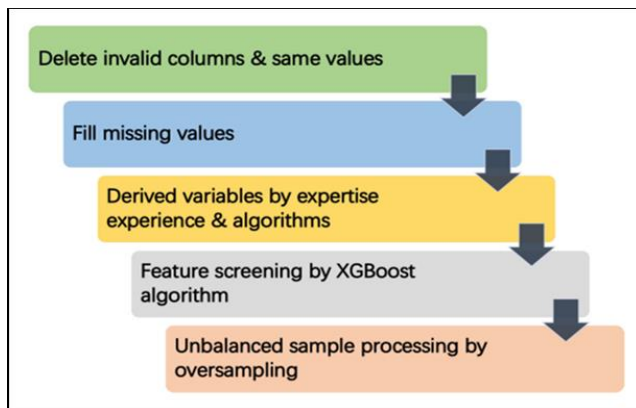 Delete invalid columns & same values
Fill missing values
Derived variables by expertise
experience & algorithms
Feature screening by XGBoost
algorithm
Unbalanced sample processing by
oversampling